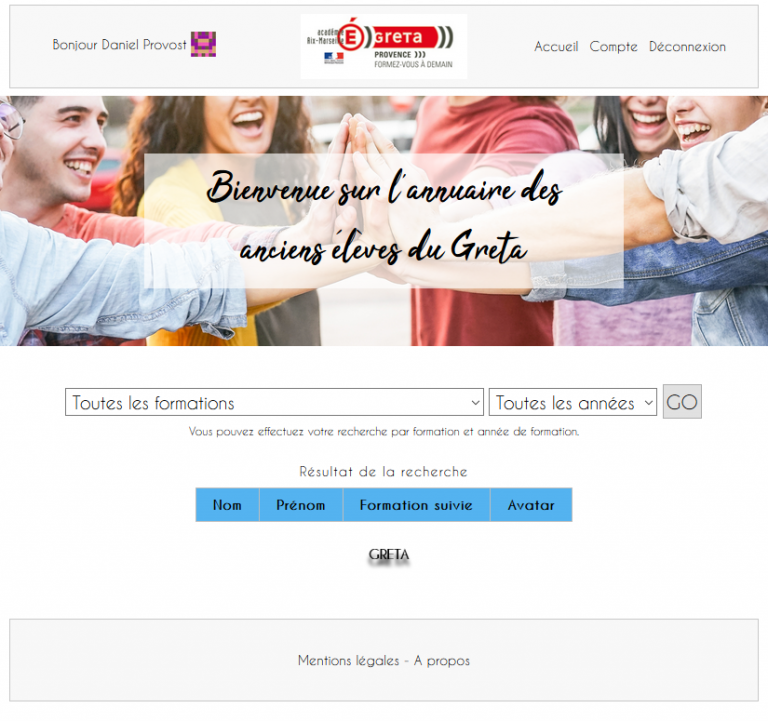 Bonjour Daniel Provost
académie
Aix-Marseille
É Greta
PROVENCE )))
FORMEZ-VOUS À DEMAIN
Accueil Compte Déconnexion
Bienvenue sur l'annuaire des
anciens élèves du Greta
Toutes les formations
Toutes les années
GO
Vous pouvez effectuez votre recherche par formation et année de formation.
Résultat de la recherche
Nom Prénom Formation suivie Avatar
GRETA
Mentions légales - A propos